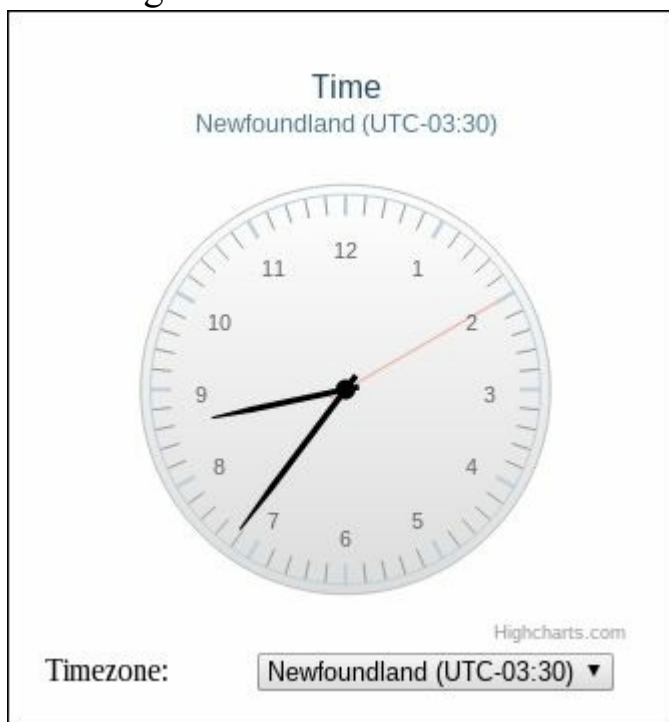 Time
Newfoundland (UTC-03:30)
12
11 1
10 2
9 3
8 4
7 5
6
Highcharts.com
Timezone: Newfoundland (UTC-03:30) ▼